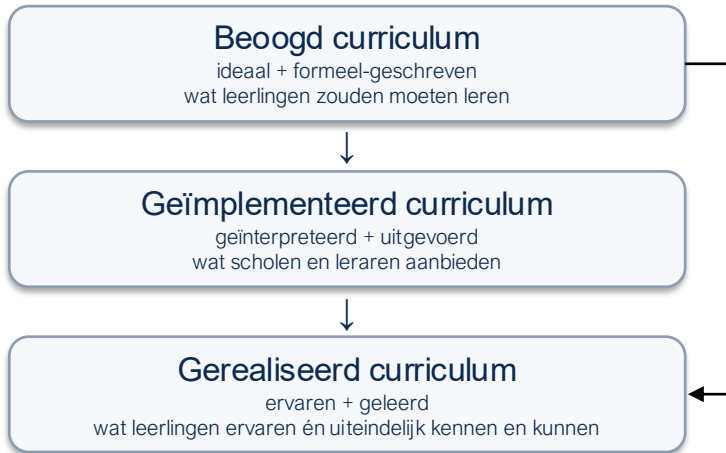 Beoogd curriculum
ideaal + formeel-geschreven
wat leerlingen zouden moeten leren
↓
Geïmplementeerd curriculum
geïnterpreteerd + uitgevoerd
wat scholen en leraren aanbieden
↓
Gerealiseerd curriculum
ervaren + geleerd
wat leerlingen ervaren én uiteindelijk kennen en kunnen